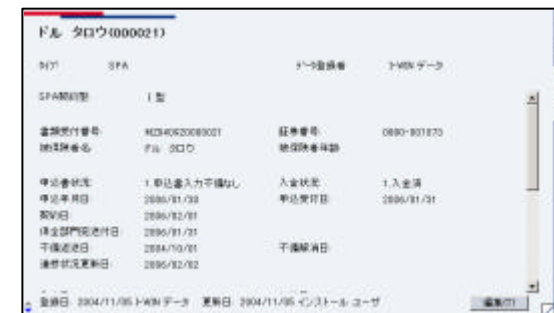 ドル タロウ(000021)
タイプ SPA データ登録者 I-WIN データ
SPA契約型 I 型
書類受付番号 証券番号 0800-001073
被保険者名 ドル タロウ 被保険者年齢
申込書状況 1.申込書入力不備なし 入金状況 1.入金済
申込年月日 2006/01/30 申込受付日 2006/01/31
契約日 2006/02/01
保全部門宛送付日 2006/01/31
不備返送日 2004/10/01 不備解消日
進捗状況更新日 2006/02/02
登録日 2004/11/05 I-WIN データ 更新日 2004/11/05 インストール ユーザ 編集(T)